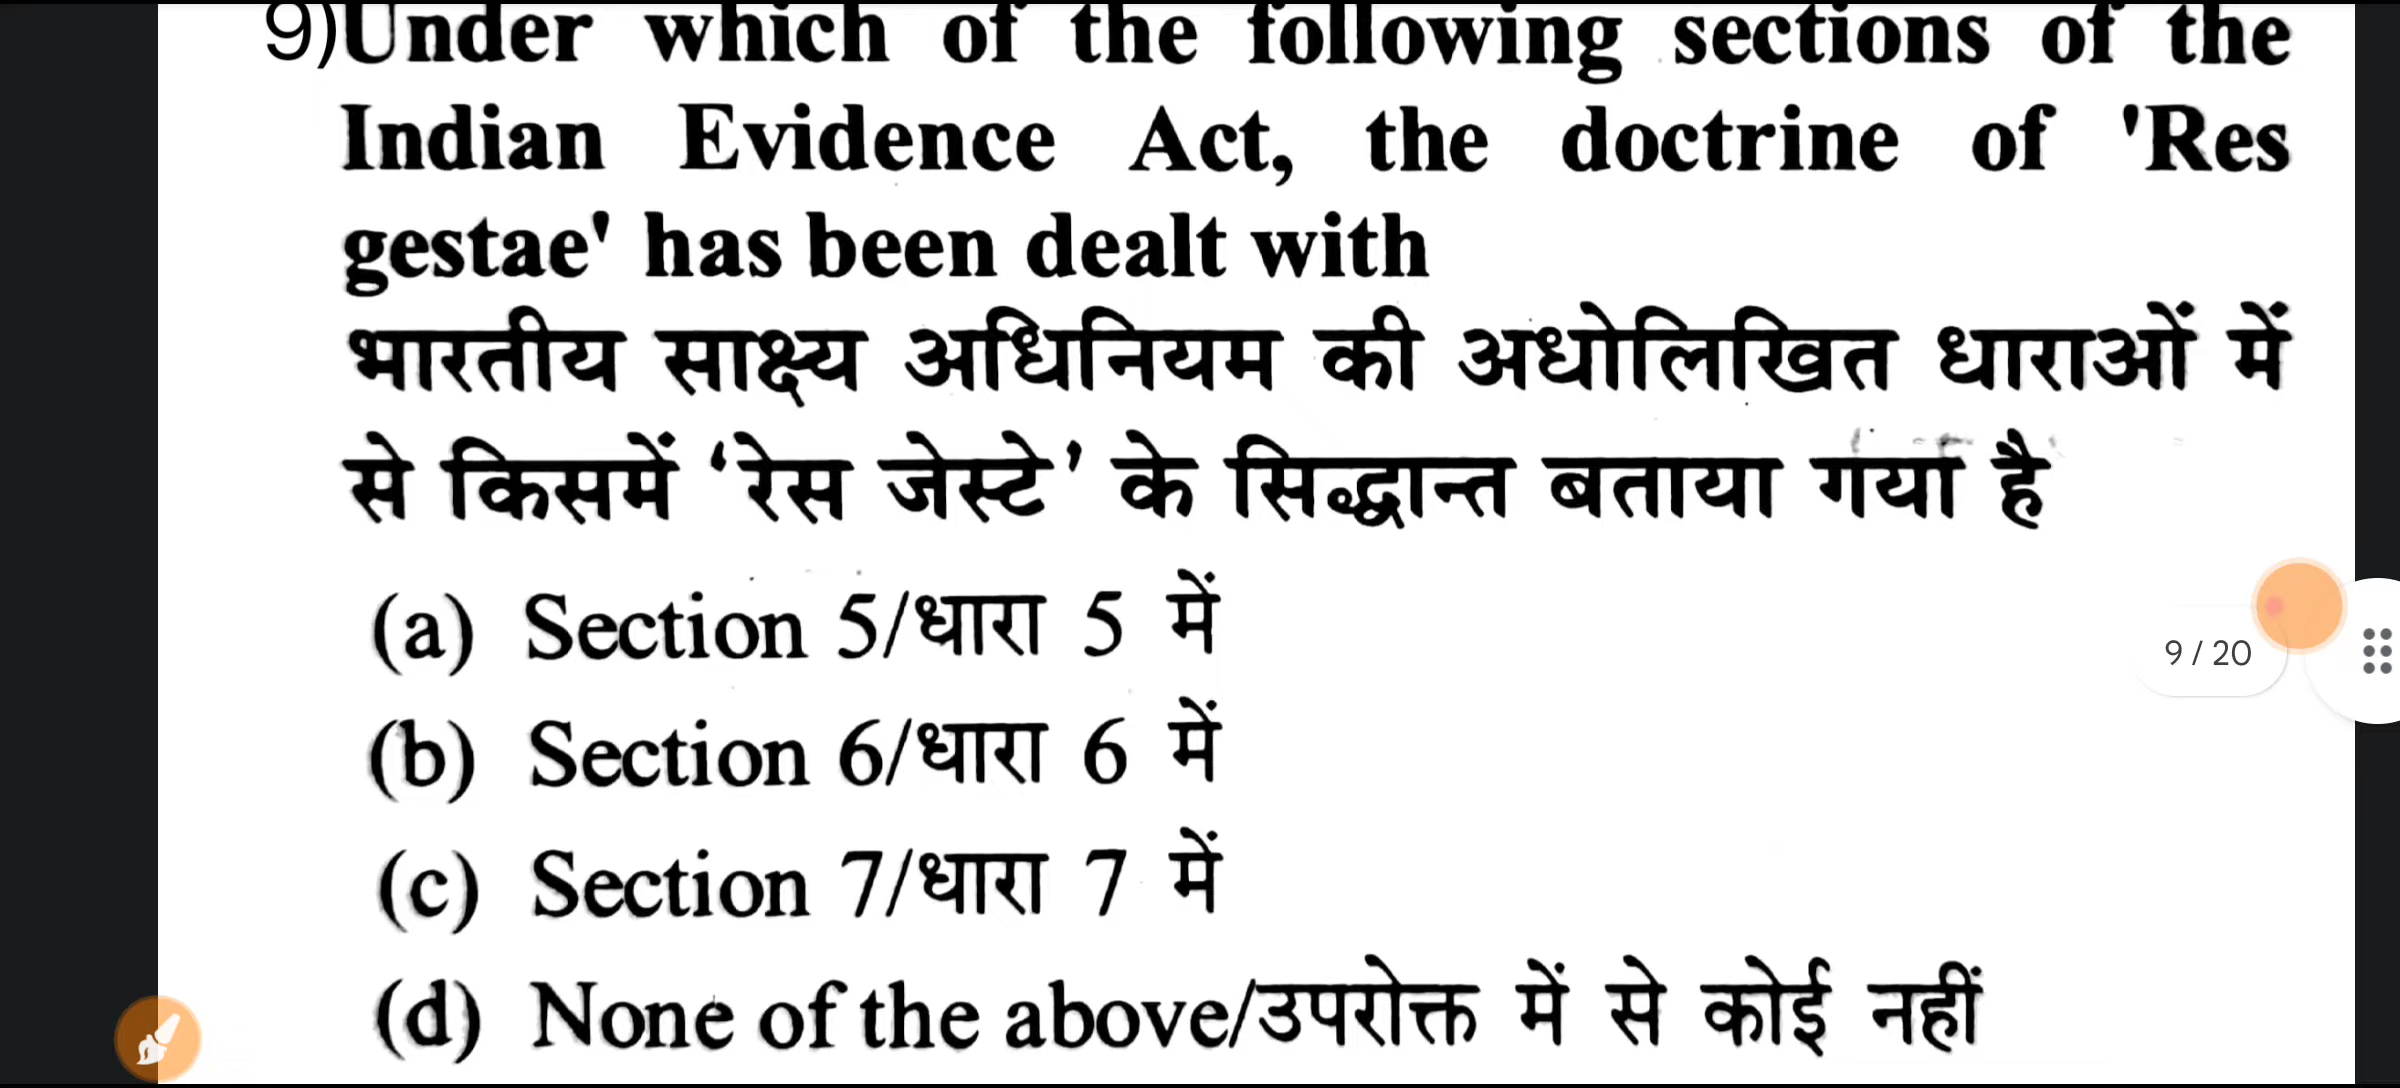 9)Under which of the following sections of the
Indian Evidence Act, the doctrine of 'Res
gestae' has been dealt with
भारतीय साक्ष्य अधिनियम की अधोलिखित धाराओं में
से किसमें ‘रेस जेस्टे’ के सिद्धान्त बताया गया है
(a) Section 5/धारा 5 में
(b) Section 6/धारा 6 में
9 / 20
(c) Section 7/धारा 7 में
(d) None of the above/उपरोक्त में से कोई नहीं